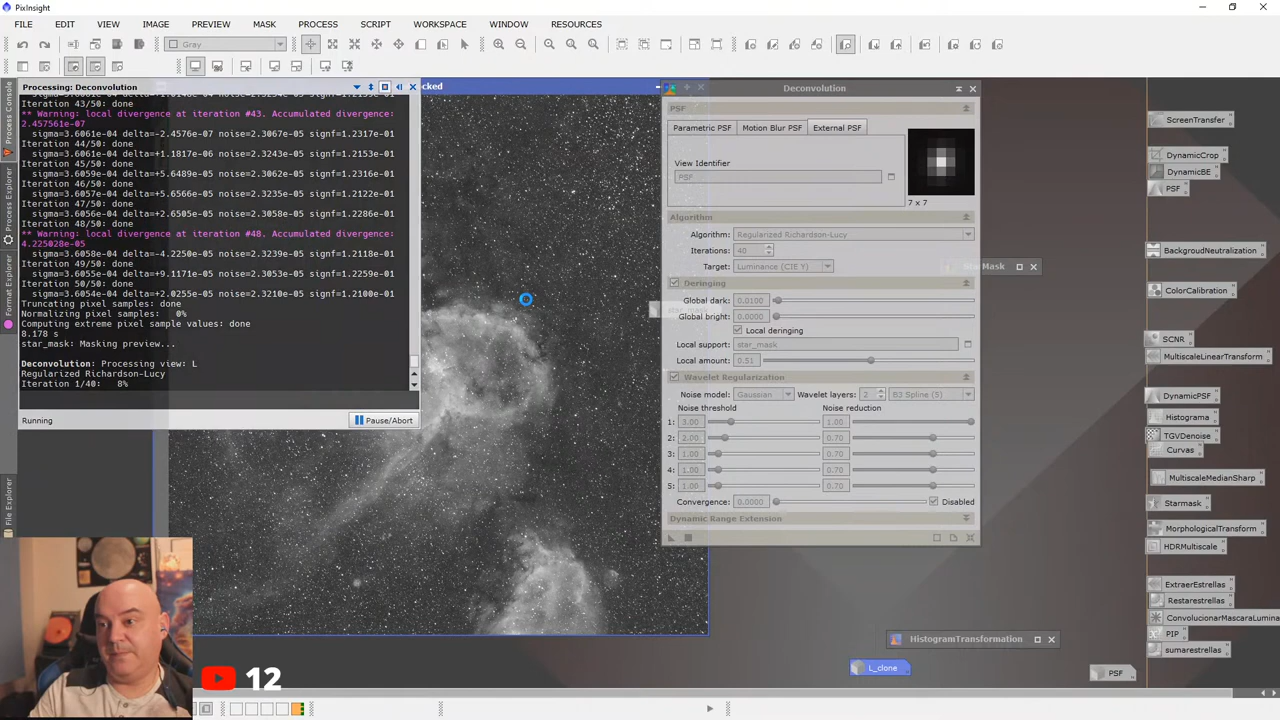 PixInsight
FILE EDIT VIEW IMAGE MASK PROCESS SCRIPT WORKSPACE WINDOW RESOURCES
Gray
Processing: Deconvolution
Iteration 43/50: done
** Warning: local divergence at iteration #43. Accumulated divergence:
2.457561e-07
sigma=3.6061e-04 delta=-2.4576e-07 noise=2.3067e-05 signf=1.2153e-01
Iteration 44/50: done
sigma=3.6061e-04 delta=+1.1817e-06 noise=2.3243e-05 signf=1.2153e-01
Iteration 45/50: done
sigma=3.6059e-04 delta=+5.6489e-05 noise=2.3062e-05 signf=1.2316e-01
Iteration 46/50: done
sigma=3.6057e-04 delta=+5.6566e-05 noise=2.3215e-05 signf=1.2122e-01
Iteration 47/50: done
sigma=3.6056e-04 delta=+2.6505e-05 noise=2.3058e-05 signf=1.2286e-01
Iteration 48/50: done
** Warning: local divergence at iteration #48. Accumulated divergence:
4.225028e-05
sigma=3.6058e-04 delta=-4.2250e-05 noise=2.3239e-05 signf=1.2118e-01
Iteration 49/50: done
sigma=3.6055e-04 delta=+9.1171e-05 noise=2.3053e-05 signf=1.2259e-01
Iteration 50/50: done
sigma=3.6054e-04 delta=+2.0255e-05 noise=2.3210e-05 signf=1.2100e-01
Truncating pixel samples: done
Normalizing pixel samples: 0%
Computing extreme pixel sample values: done
8.178 s
star_mask: Masking preview...
Deconvolution: Processing view: L
Regularized Richardson-Lucy
Iteration 1/40: 8%
Running
Pause/Abort
Process Console
Process Explorer
Format Explorer
File Explorer
ocked
Deconvolution
PSF
Parametric PSF
Motion Blur PSF
External PSF
View Identifier
PSF
7 x 7
Algorithm
Algorithm: Regularized Richardson-Lucy
Iterations: 40
Target: Luminance (CIE Y)
Deringing
Global dark: 0.0100
Global bright: 0.0000
Local deringing
Local support: star_mask
Local amount: 0.51
Wavelet Regularization
Noise model: Gaussian Wavelet layers: 2 B3 Spline (5)
Noise threshold Noise reduction
1: 3.00 1.00
2: 2.00 0.70
3: 1.00 0.70
4: 1.00 0.70
5: 1.00 0.70
Convergence: 0.0000 Disabled
Dynamic Range Extension
StarMask
HistogramTransformation
L_clone
PSF
ScreenTransfer
DynamicCrop
DynamicBE
PSF
BackgroudNeutralization
ColorCalibration
SCNR
MultiscaleLinearTransform
DynamicPSF
Histograma
TGVDenoise
Curvas
MultiscaleMedianSharp
Starmask
MorphologicalTransform
HDRMultiscale
ExtraerEstrellas
Restarestrellas
ConvolucionarMascaraLumina
PIP
sumarestrellas
12